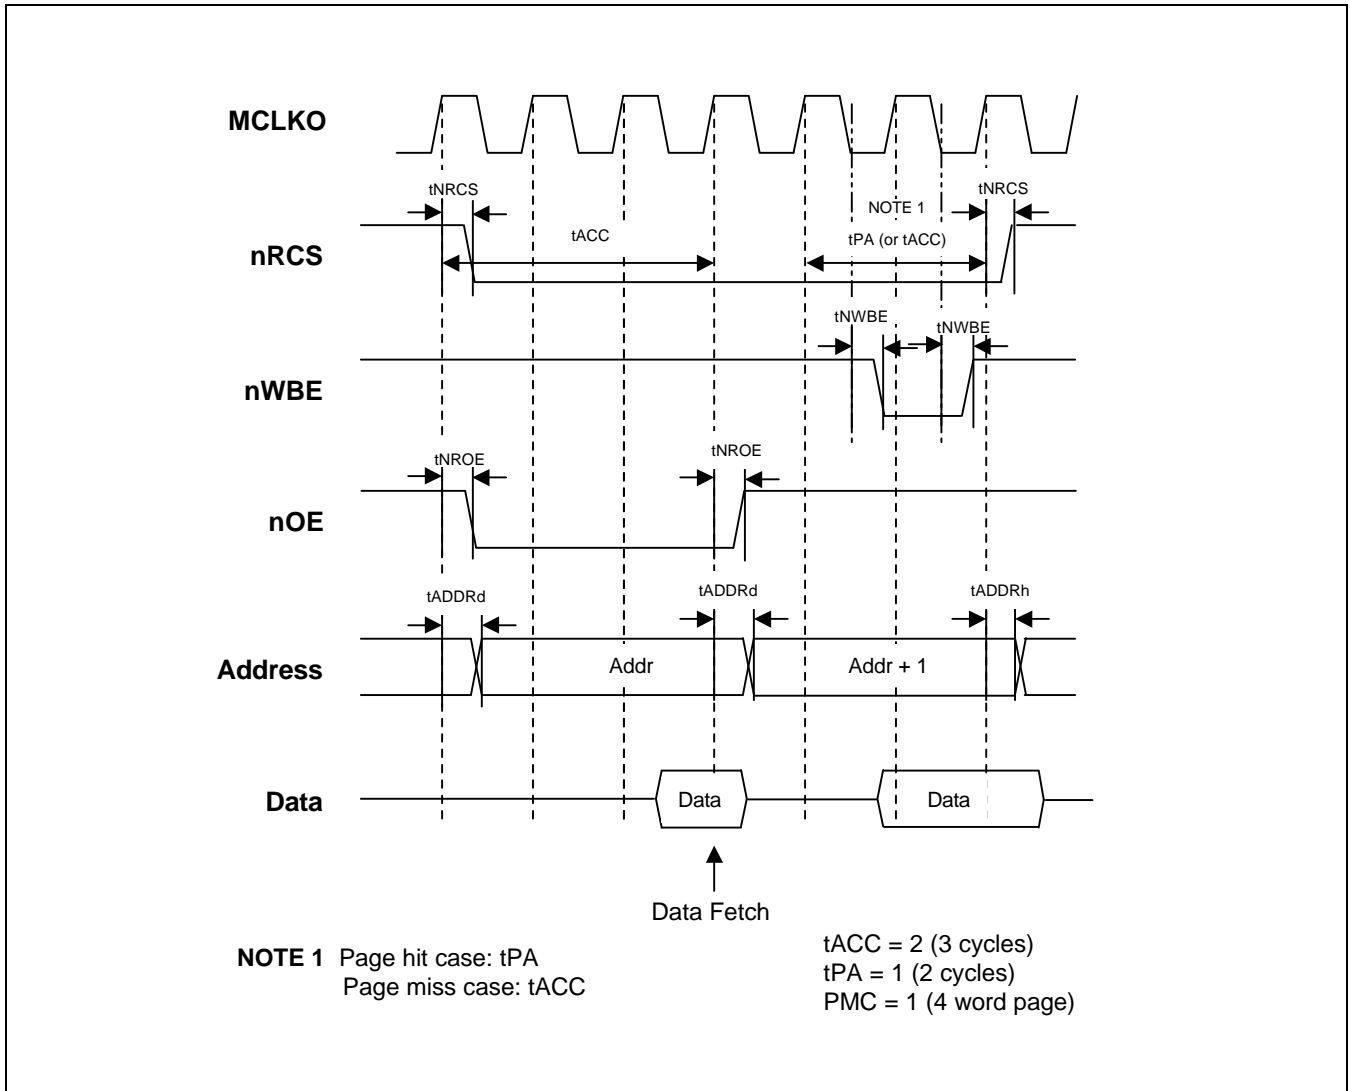 MCLKO
tNRCS
tNRCS
NOTE 1
tACC
tPA (or tACC)
nRCS
tNWBE
tNWBE
nWBE
tNROE
tNROE
nOE
tADDRd
tADDRd
tADDRh
Address
Addr
Addr + 1
Data
Data
Data
Data Fetch
NOTE 1 Page hit case: tPA
Page miss case: tACC
tACC = 2 (3 cycles)
tPA = 1 (2 cycles)
PMC = 1 (4 word page)